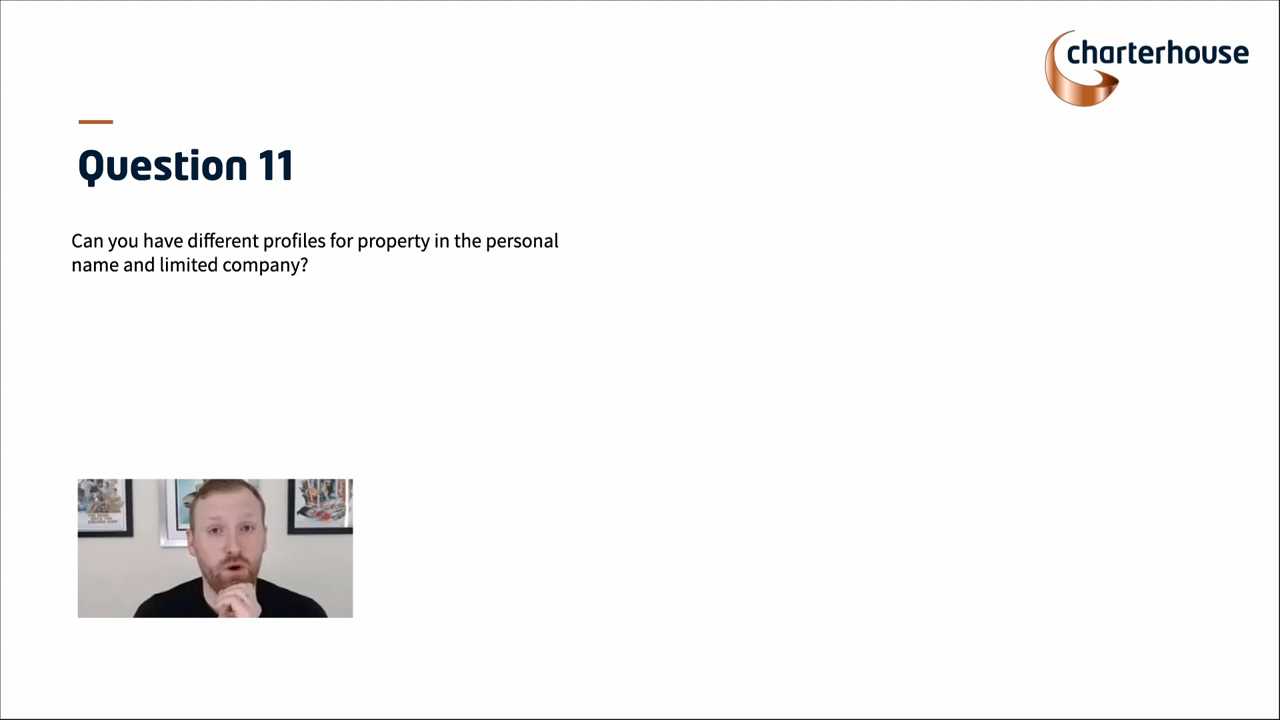 charterhouse
Question 11
Can you have different profiles for property in the personal
name and limited company?